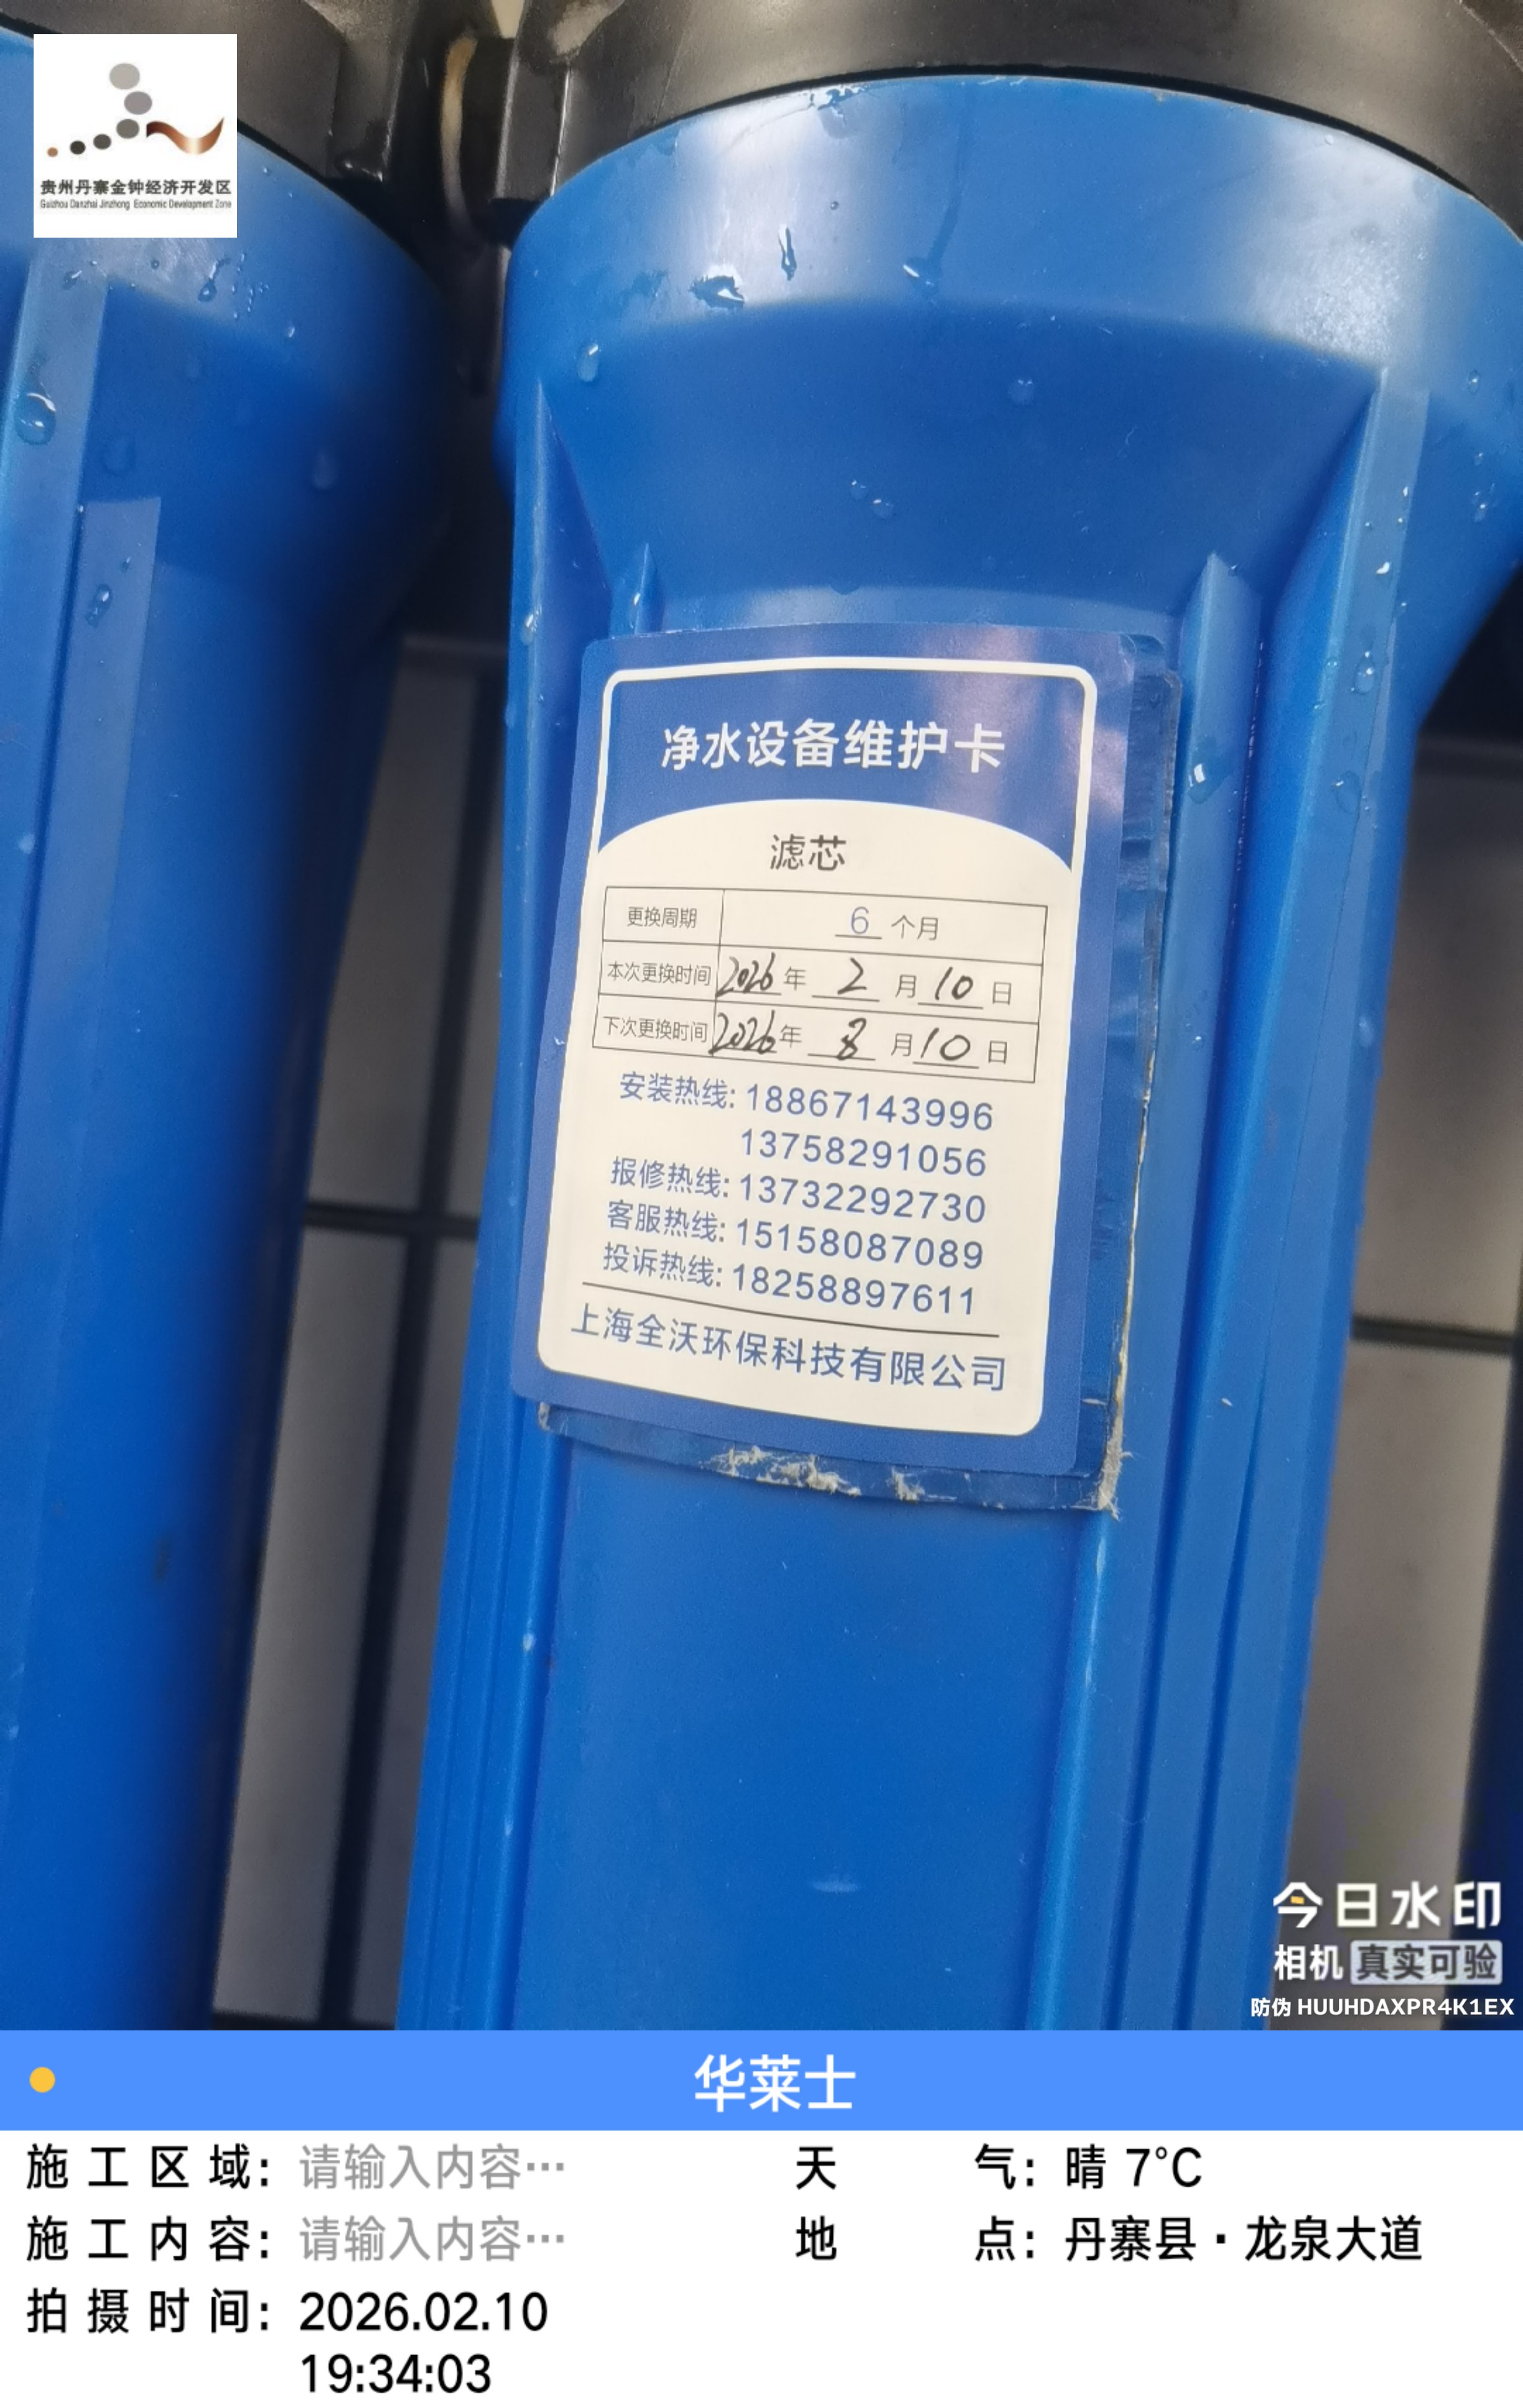 贵州丹寨金钟经济开发区
Guizhou Danzhai Jinzhong Economic Development Zone
净水设备维护卡
滤芯
更换周期 6 个月
本次更换时间 2026 年 2 月 10 日
下次更换时间 2026 年 8 月 10 日
安装热线: 18867143996
13758291056
报修热线: 13732292730
客服热线: 15158087089
投诉热线: 18258897611
上海全沃环保科技有限公司
今日水印
相机 真实可验
防伪 HUUHDAXPR4K1EX
华莱士
施工区域: 请输入内容… 天气: 晴 7°C
施工内容: 请输入内容… 地点: 丹寨县·龙泉大道
拍摄时间: 2026.02.10
19:34:03